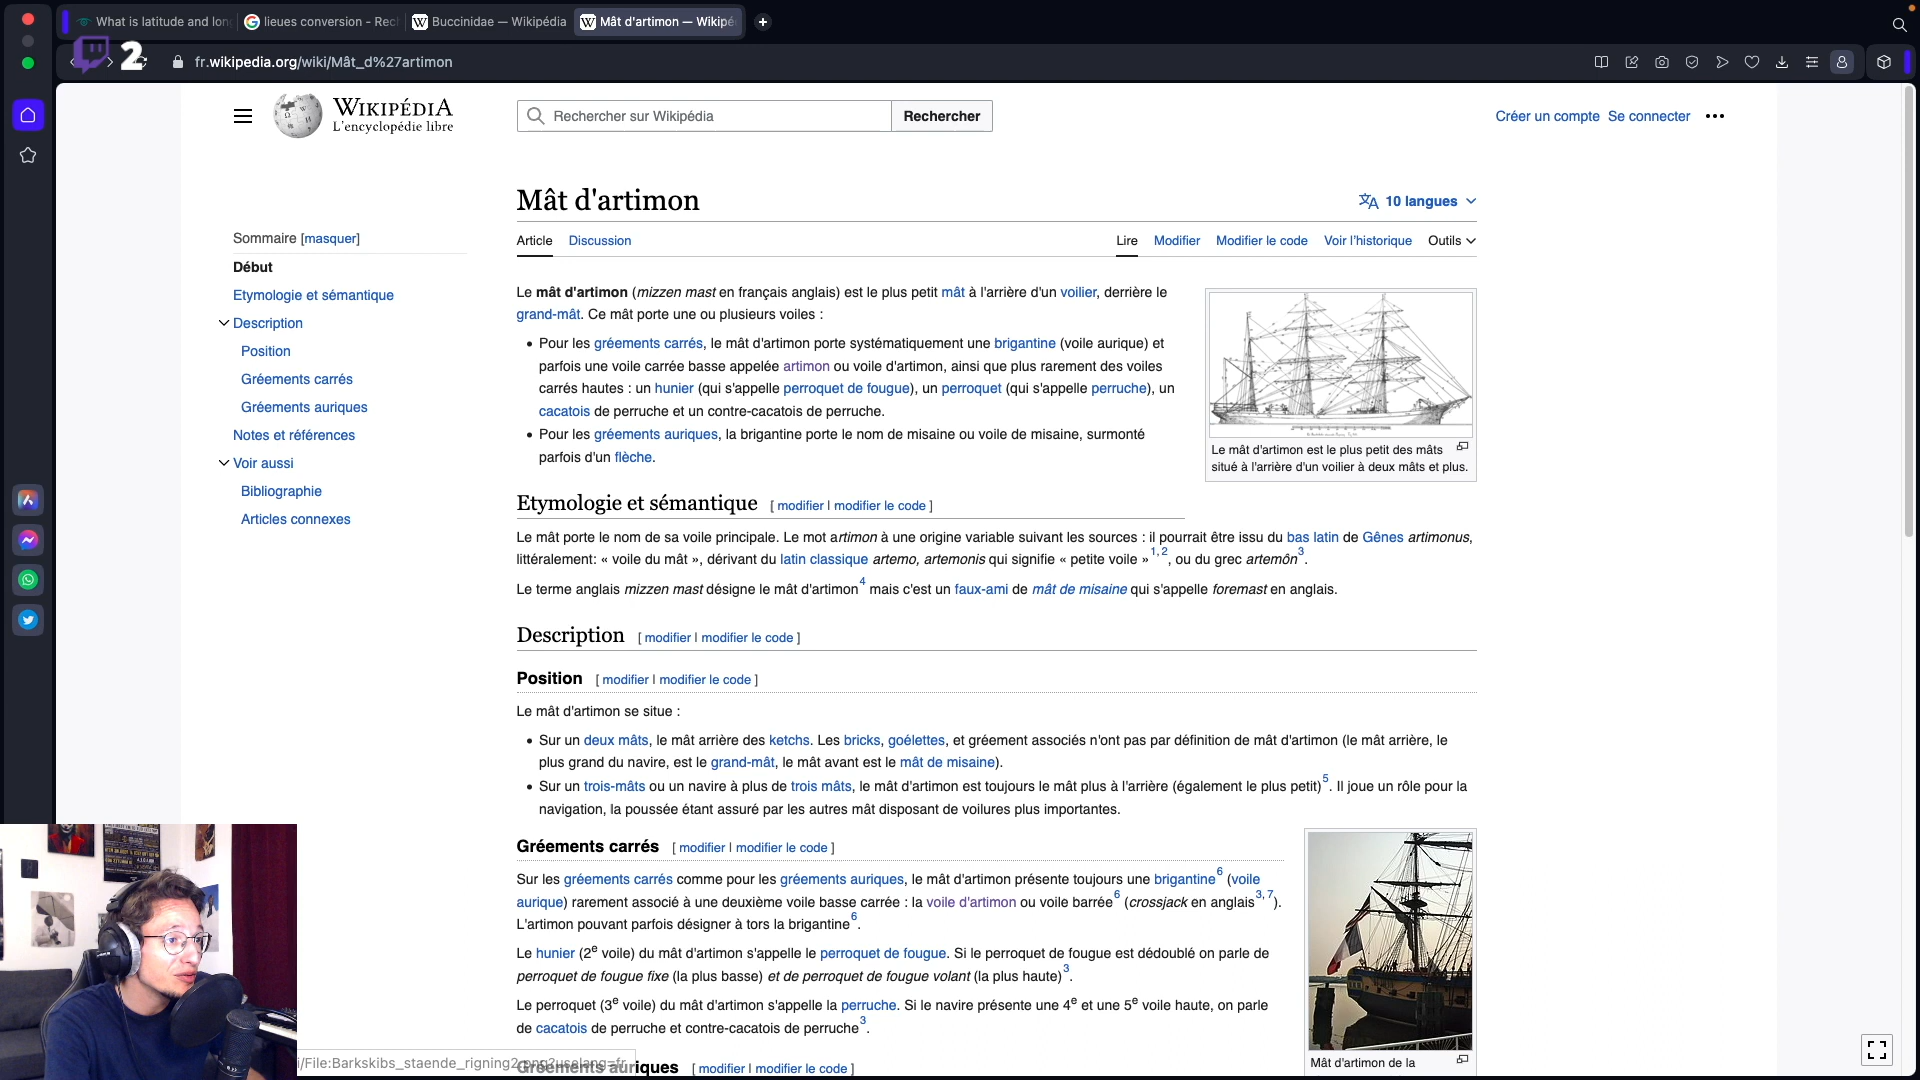 What is latitude and lon
lieues conversion - Rec
Buccinidae — Wikipédia
Mât d'artimon — Wikipé
2
fr.wikipedia.org/wiki/Mât_d%27artimon
WIKIPÉDIA
L'encyclopédie libre
Rechercher sur Wikipédia
Rechercher
Créer un compte Se connecter
Mât d'artimon
10 langues
Article Discussion
Lire Modifier Modifier le code Voir l'historique Outils
Sommaire [masquer]
Début
Etymologie et sémantique
Description
Position
Gréements carrés
Gréements auriques
Notes et références
Voir aussi
Bibliographie
Articles connexes
Le mât d'artimon (mizzen mast en français anglais) est le plus petit mât à l'arrière d'un voilier, derrière le
grand-mât. Ce mât porte une ou plusieurs voiles :
• Pour les gréements carrés, le mât d'artimon porte systématiquement une brigantine (voile aurique) et
parfois une voile carrée basse appelée artimon ou voile d'artimon, ainsi que plus rarement des voiles
carrés hautes : un hunier (qui s'appelle perroquet de fougue), un perroquet (qui s'appelle perruche), un
cacatois de perruche et un contre-cacatois de perruche.
• Pour les gréements auriques, la brigantine porte le nom de misaine ou voile de misaine, surmonté
parfois d'un flèche.
Le mât d'artimon est le plus petit des mâts
situé à l'arrière d'un voilier à deux mâts et plus.
Etymologie et sémantique [ modifier | modifier le code ]
Le mât porte le nom de sa voile principale. Le mot artimon à une origine variable suivant les sources : il pourrait être issu du bas latin de Gênes artimonus,
littéralement: « voile du mât », dérivant du latin classique artemo, artemonis qui signifie « petite voile »1,2, ou du grec artemôn3.
Le terme anglais mizzen mast désigne le mât d'artimon4 mais c'est un faux-ami de mât de misaine qui s'appelle foremast en anglais.
Description [ modifier | modifier le code ]
Position [ modifier | modifier le code ]
Le mât d'artimon se situe :
• Sur un deux mâts, le mât arrière des ketchs. Les bricks, goélettes, et gréement associés n'ont pas par définition de mât d'artimon (le mât arrière, le
plus grand du navire, est le grand-mât, le mât avant est le mât de misaine).
• Sur un trois-mâts ou un navire à plus de trois mâts, le mât d'artimon est toujours le mât plus à l'arrière (également le plus petit)5. Il joue un rôle pour la
navigation, la poussée étant assuré par les autres mât disposant de voilures plus importantes.
Gréements carrés [ modifier | modifier le code ]
Sur les gréements carrés comme pour les gréements auriques, le mât d'artimon présente toujours une brigantine6 (voile
aurique) rarement associé à une deuxième voile basse carrée : la voile d'artimon ou voile barrée6 (crossjack en anglais3,7).
L'artimon pouvant parfois désigner à tors la brigantine6.
Le hunier (2e voile) du mât d'artimon s'appelle le perroquet de fougue. Si le perroquet de fougue est dédoublé on parle de
perroquet de fougue fixe (la plus basse) et de perroquet de fougue volant (la plus haute)3.
Le perroquet (3e voile) du mât d'artimon s'appelle la perruche. Si le navire présente une 4e et une 5e voile haute, on parle
de cacatois de perruche et contre-cacatois de perruche3.
Mât d'artimon de la
i/File:Barkskibs_staende_rigning2.png?uselang=fr
Gréements auriques [ modifier | modifier le code ]